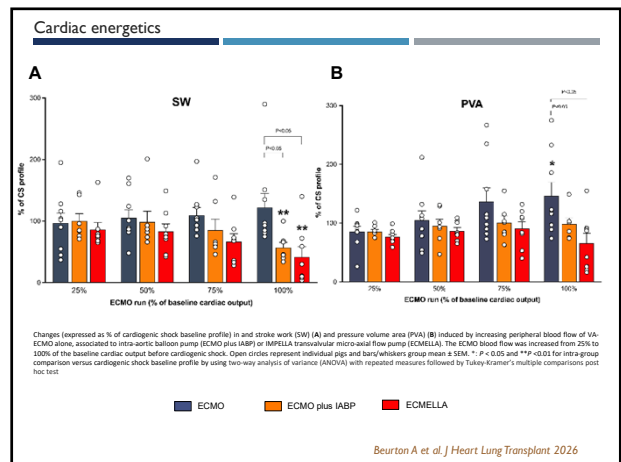 Cardiac energetics
A
B
SW
PVA
300
200
100
0
% of CS profile
P<0.05
P<0.05
**
**
25%
50%
75%
100%
ECMO run (% of baseline cardiac output)
300
200
100
0
% of CS profile
P<0.05
P<0.01
*
25%
50%
75%
100%
ECMO run (% of baseline cardiac output)
Changes (expressed as % of cardiogenic shock baseline profile) in and stroke work (SW) (A) and pressure volume area (PVA) (B) induced by increasing peripheral blood flow of VA-
ECMO alone, associated to intra-aortic balloon pump (ECMO plus IABP) or IMPELLA transvalvular micro-axial flow pump (ECMELLA). The ECMO blood flow was increased from 25% to
100% of the baseline cardiac output before cardiogenic shock. Open circles represent individual pigs and bars/whiskers group mean ± SEM. *: P < 0.05 and **P <0.01 for intra-group
comparison versus cardiogenic shock baseline profile by using two-way analysis of variance (ANOVA) with repeated measures followed by Tukey-Kramer's multiple comparisons post
hoc test
ECMO
ECMO plus IABP
ECMELLA
Beurton A et al. J Heart Lung Transplant 2026